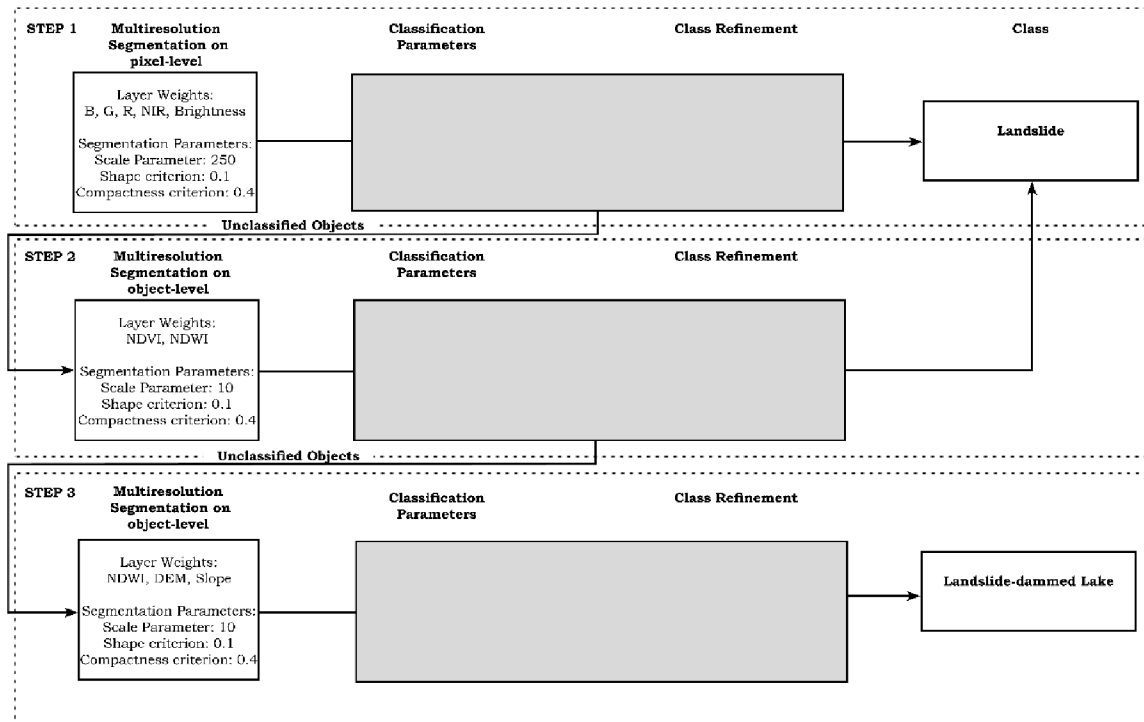 STEP 1
Multiresolution
Segmentation on
pixel-level
Classification
Parameters
Class Refinement
Class
Layer Weights:
B, G, R, NIR, Brightness
Segmentation Parameters:
Scale Parameter: 250
Shape criterion: 0.1
Compactness criterion: 0.4
Landslide
Unclassified Objects
STEP 2
Multiresolution
Segmentation on
object-level
Classification
Parameters
Class Refinement
Layer Weights:
NDVI, NDWI
Segmentation Parameters:
Scale Parameter: 10
Shape criterion: 0.1
Compactness criterion: 0.4
Unclassified Objects
STEP 3
Multiresolution
Segmentation on
object-level
Classification
Parameters
Class Refinement
Layer Weights:
NDWI, DEM, Slope
Segmentation Parameters:
Scale Parameter: 10
Shape criterion: 0.1
Compactness criterion: 0.4
Landslide-dammed Lake